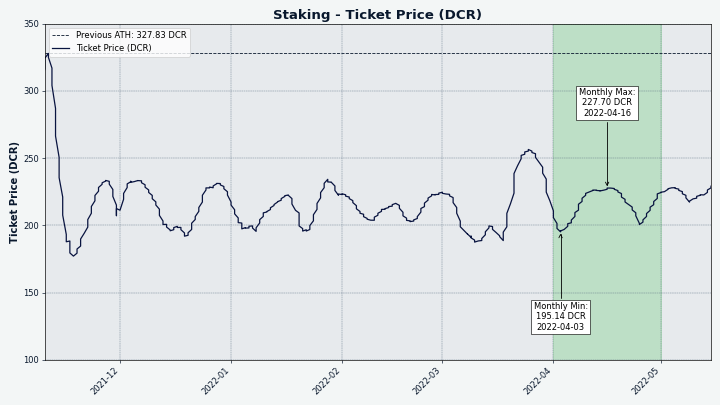 Staking - Ticket Price (DCR)
Previous ATH: 327.83 DCR
Ticket Price (DCR)
Ticket Price (DCR)
350
300
250
200
150
100
Monthly Max:
227.70 DCR
2022-04-16
Monthly Min:
195.14 DCR
2022-04-03
2021-12
2022-01
2022-02
2022-03
2022-04
2022-05